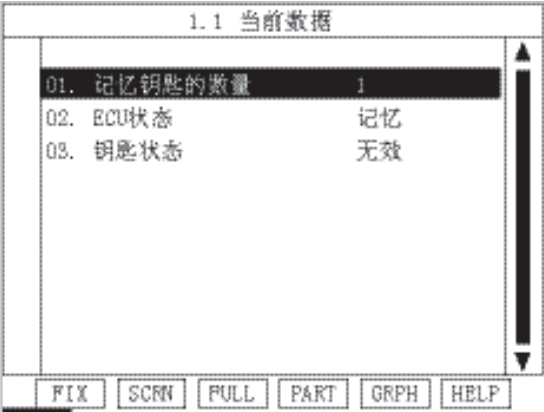 1.1 当前数据
01. 记忆钥匙的数量 1
02. ECU状态 记忆
03. 钥匙状态 无效
FIX SCRN FULL PART GRPH HELP